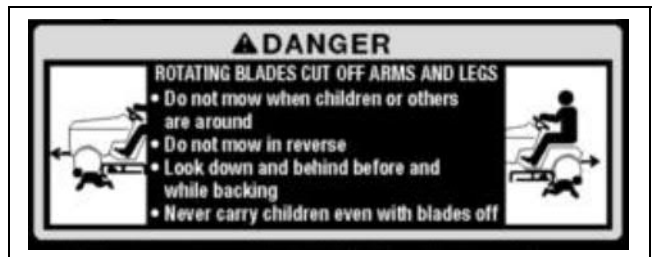 DANGER
ROTATING BLADES CUT OFF ARMS AND LEGS
• Do not mow when children or others
are around
• Do not mow in reverse
• Look down and behind before and
while backing
• Never carry children even with blades off